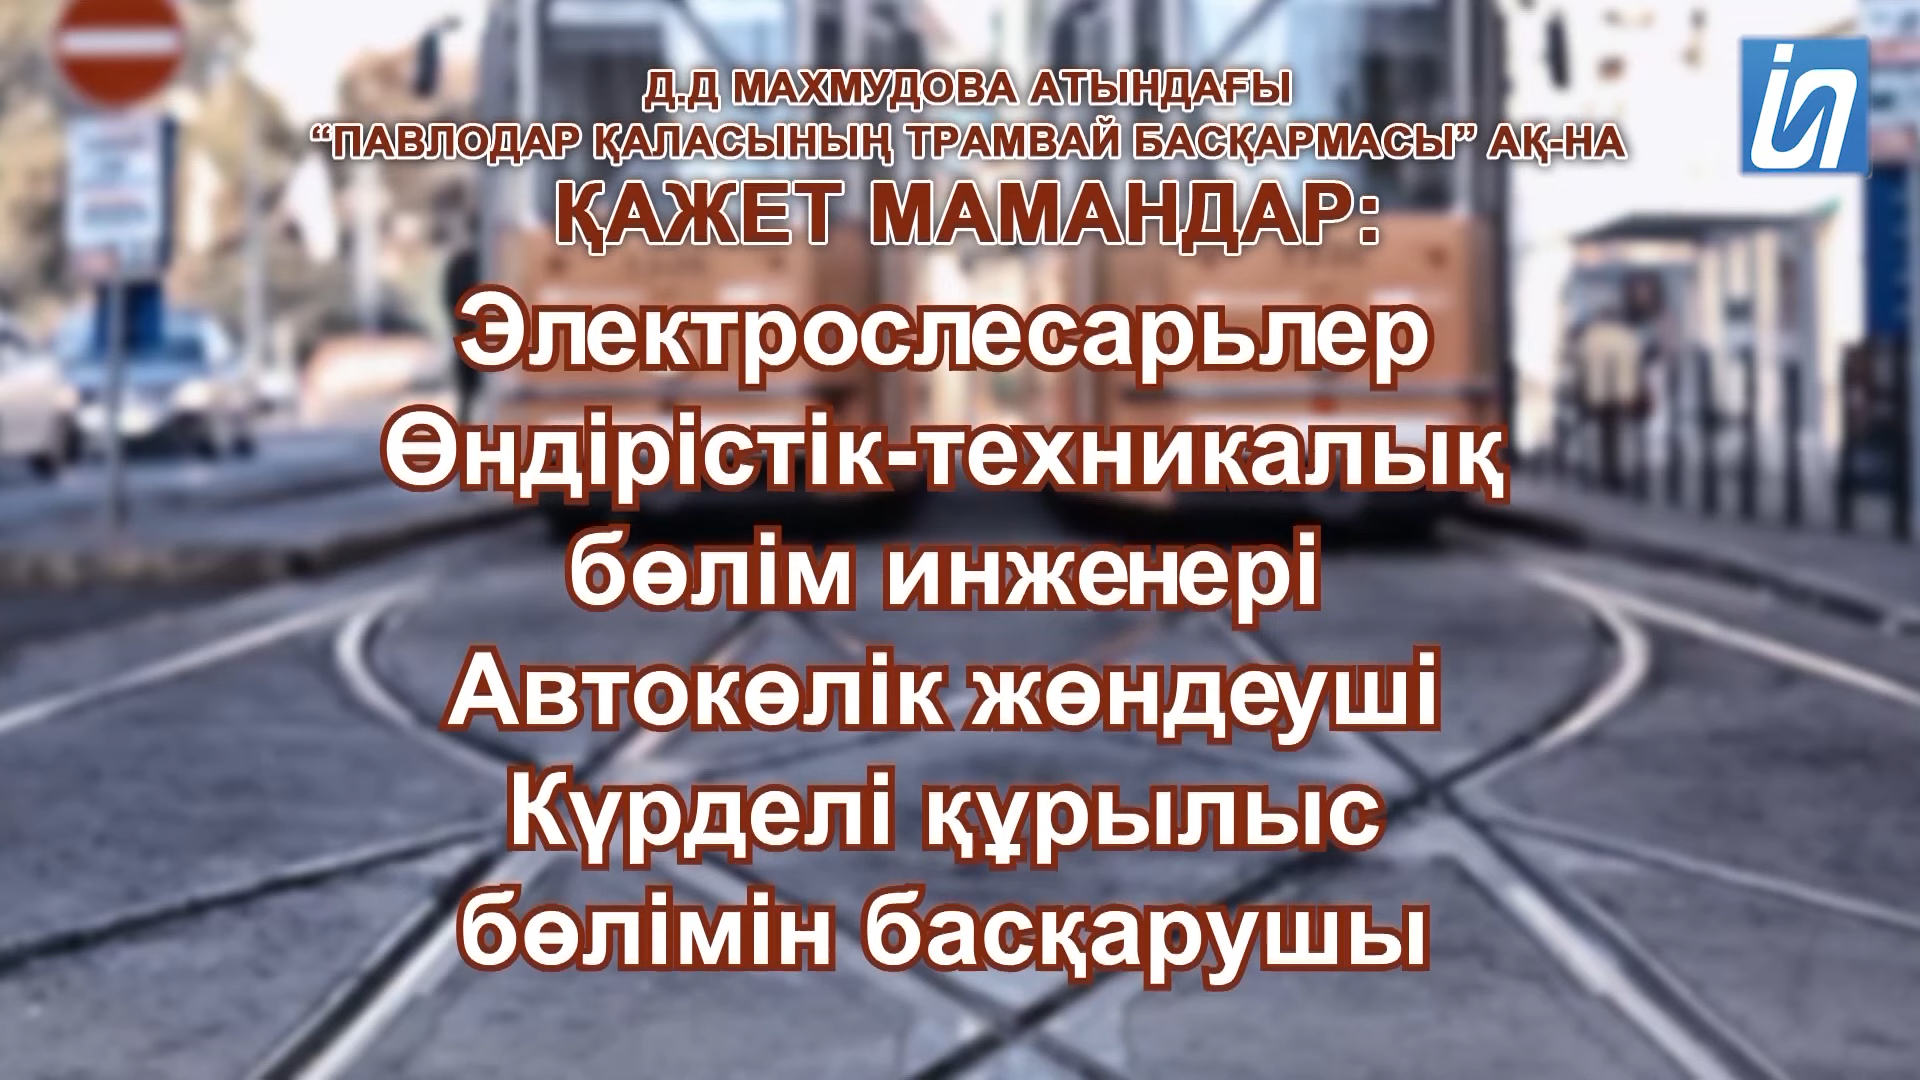 Д.Д МАХМУДОВА АТЫНДАҒЫ
“ПАВЛОДАР ҚАЛАСЫНЫҢ ТРАМВАЙ БАСҚАРМАСЫ” АҚ-НА
ҚАЖЕТ МАМАНДАР:
Электрослесарьлер
Өндірістік-техникалық
бөлім инженері
Автокөлік жөндеуші
Күрделі құрылыс
бөлімін басқарушы